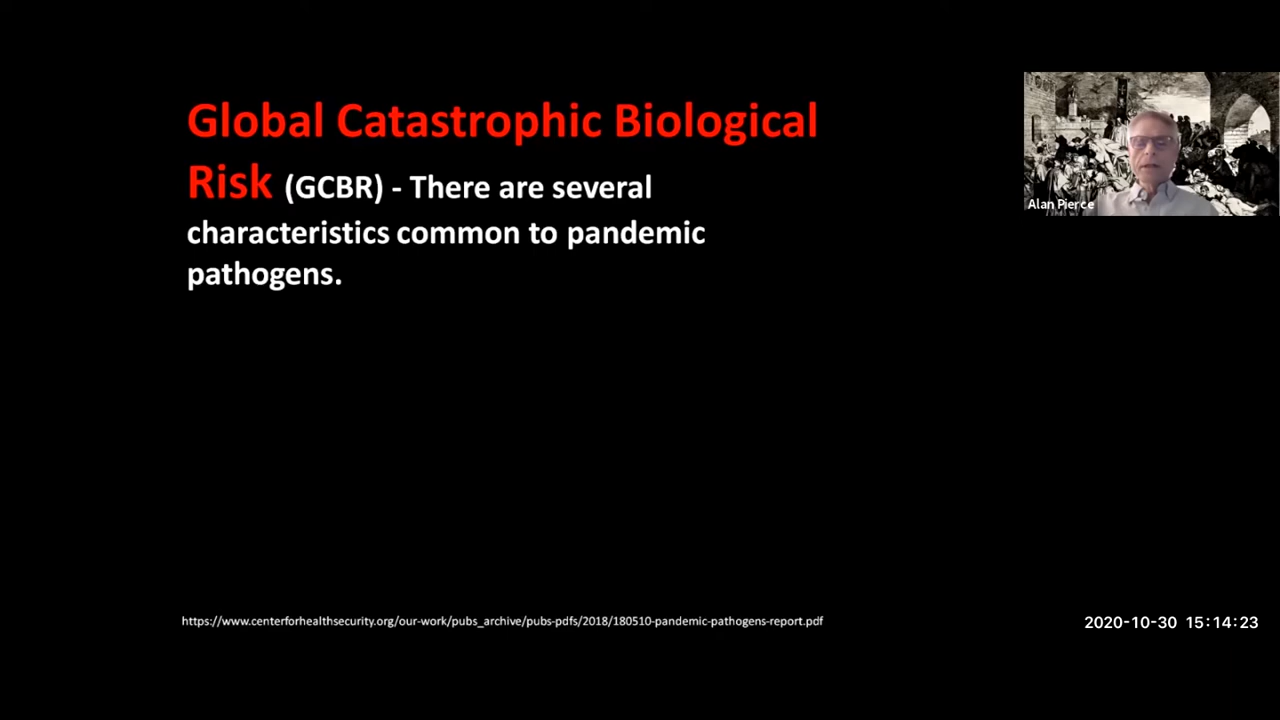 Global Catastrophic Biological
Risk (GCBR) - There are several
characteristics common to pandemic
pathogens.
Alan Pierce
https://www.centerforhealthsecurity.org/our-work/pubs_archive/pubs-pdfs/2018/180510-pandemic-pathogens-report.pdf
2020-10-30 15:14:23